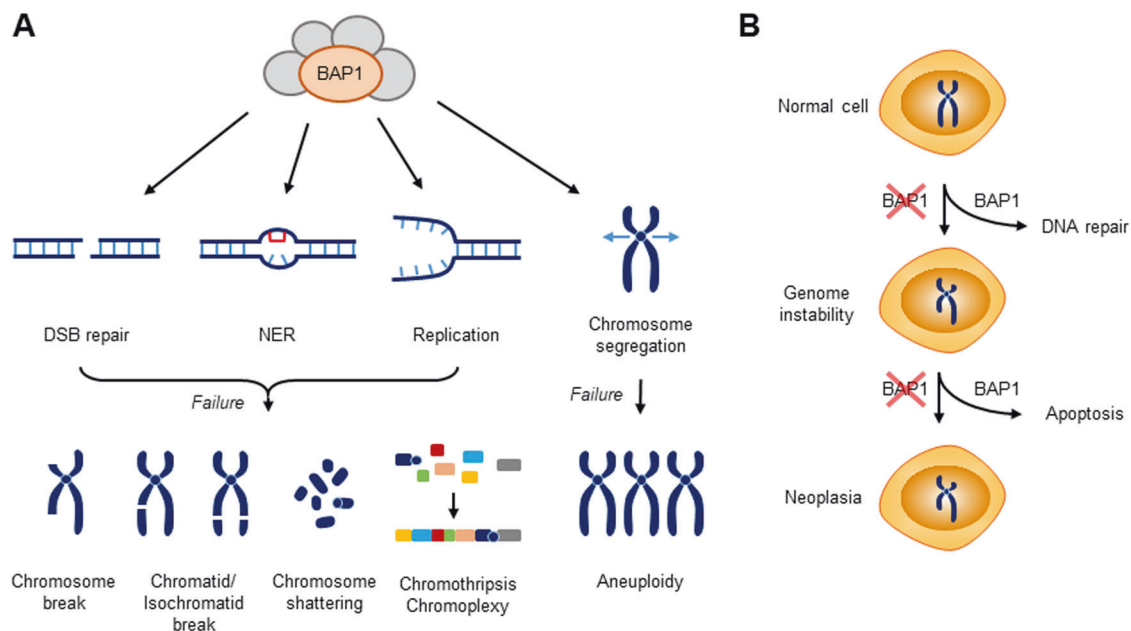 A
BAP1
DSB repair
NER
Replication
Chromosome
segregation
Failure
Failure
Chromosome
break
Chromatid/
Isochromatid
break
Chromosome
shattering
Chromothripsis
Chromoplexy
Aneuploidy
B
Normal cell
BAP1
BAP1
DNA repair
Genome
instability
BAP1
BAP1
Apoptosis
Neoplasia